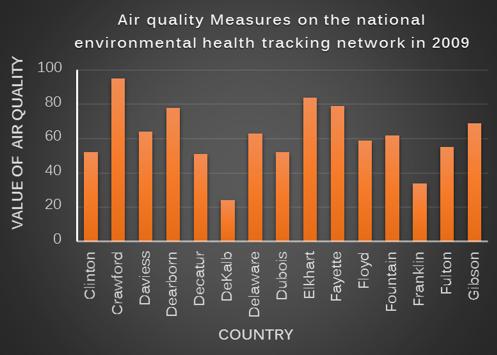 Air quality Measures on the national
environmental health tracking network in 2009
VALUE OF AIR QUALITY
100
80
60
40
20
0
Clinton
Crawford
Daviess
Dearborn
Decatur
DeKalb
Delaware
Dubois
Elkhart
Fayette
Floyd
Fountain
Franklin
Fulton
Gibson
COUNTRY